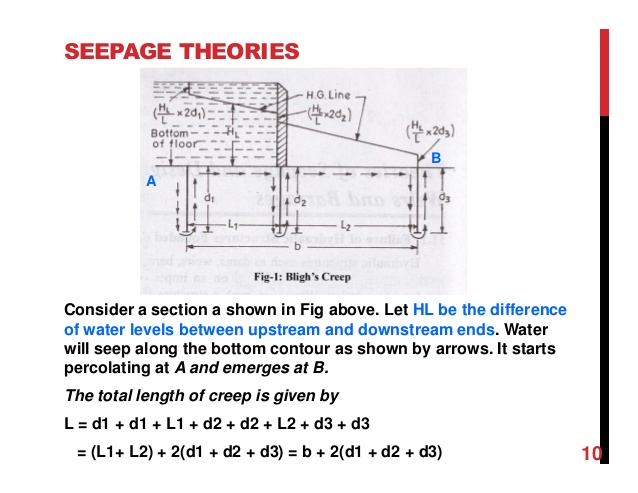 SEEPAGE THEORIES
H.G. Line
(HL/L ×2d1)
HL
(HL/L ×2d2)
(HL/L ×2d3)
Bottom
of floor
B
A
d1
d2
d3
L1
L2
b
Fig-1: Bligh's Creep
Consider a section a shown in Fig above. Let HL be the difference
of water levels between upstream and downstream ends. Water
will seep along the bottom contour as shown by arrows. It starts
percolating at A and emerges at B.
The total length of creep is given by
L = d1 + d1 + L1 + d2 + d2 + L2 + d3 + d3
= (L1+ L2) + 2(d1 + d2 + d3) = b + 2(d1 + d2 + d3)
10